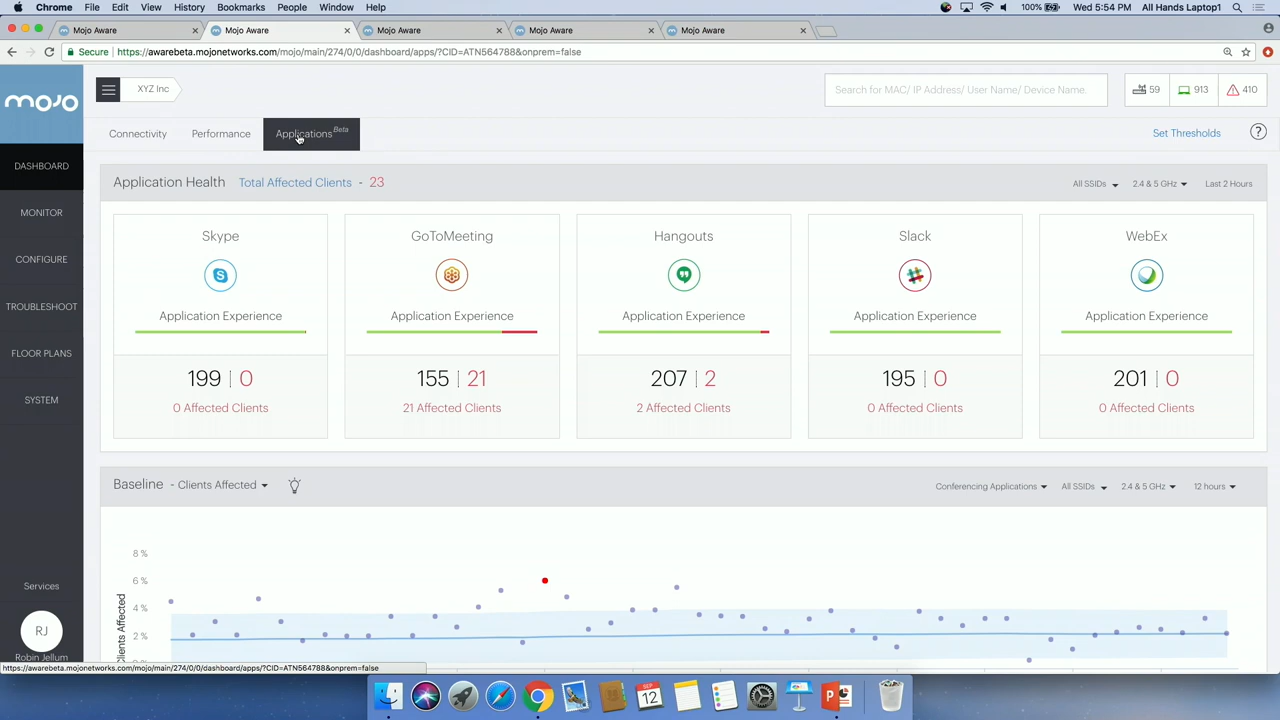 Chrome File Edit View History Bookmarks People Window Help 100% Wed 5:54 PM All Hands Laptop1
Mojo Aware Mojo Aware Mojo Aware Mojo Aware Mojo Aware
Secure https://awarebeta.mojonetworks.com/mojo/main/274/0/0/dashboard/apps/?CID=ATN564788&onprem=false
mojo
XYZ Inc
Search for MAC/ IP Address/ User Name/ Device Name.
59 913 410
Connectivity Performance Applications Beta Set Thresholds ?
DASHBOARD
MONITOR
CONFIGURE
TROUBLESHOOT
FLOOR PLANS
SYSTEM
Services
RJ
Robin Jellum
Application Health Total Affected Clients - 23 All SSIDs 2.4 & 5 GHz Last 2 Hours
Skype GoToMeeting Hangouts Slack WebEx
Application Experience Application Experience Application Experience Application Experience Application Experience
199 0 155 21 207 2 195 0 201 0
0 Affected Clients 21 Affected Clients 2 Affected Clients 0 Affected Clients 0 Affected Clients
Baseline - Clients Affected Conferencing Applications All SSIDs 2.4 & 5 GHz 12 hours
8 %
6 %
4 %
2 %
Clients Affected
https://awarebeta.mojonetworks.com/mojo/main/274/0/0/dashboard/apps/?CID=ATN564788&onprem=false
SEP
12